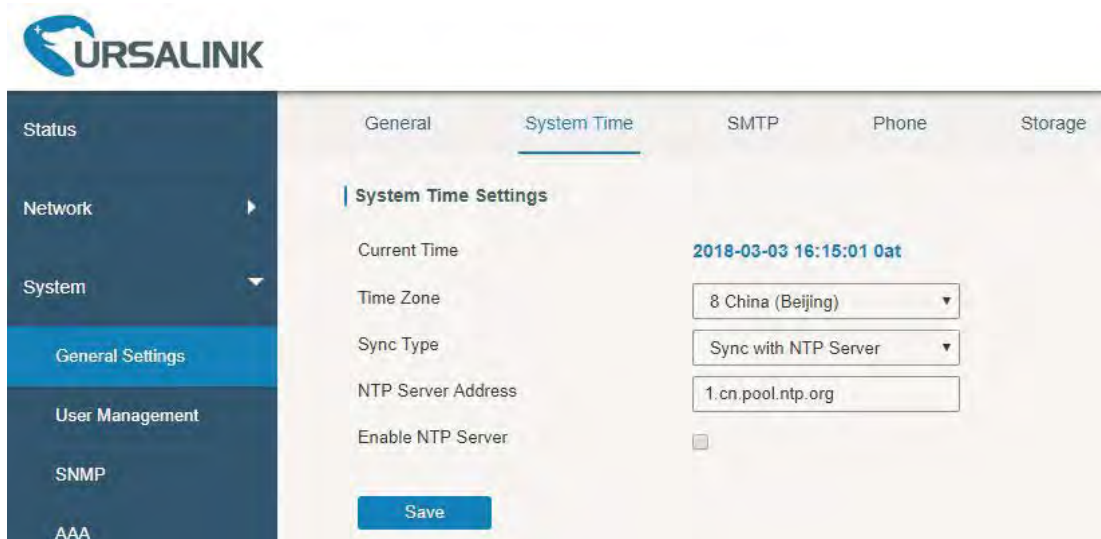 URSALINK
Status
Network
System
General Settings
User Management
SNMP
AAA
General System Time SMTP Phone Storage
System Time Settings
Current Time 2018-03-03 16:15:01 0at
Time Zone 8 China (Beijing)
Sync Type Sync with NTP Server
NTP Server Address 1.cn.pool.ntp.org
Enable NTP Server
Save